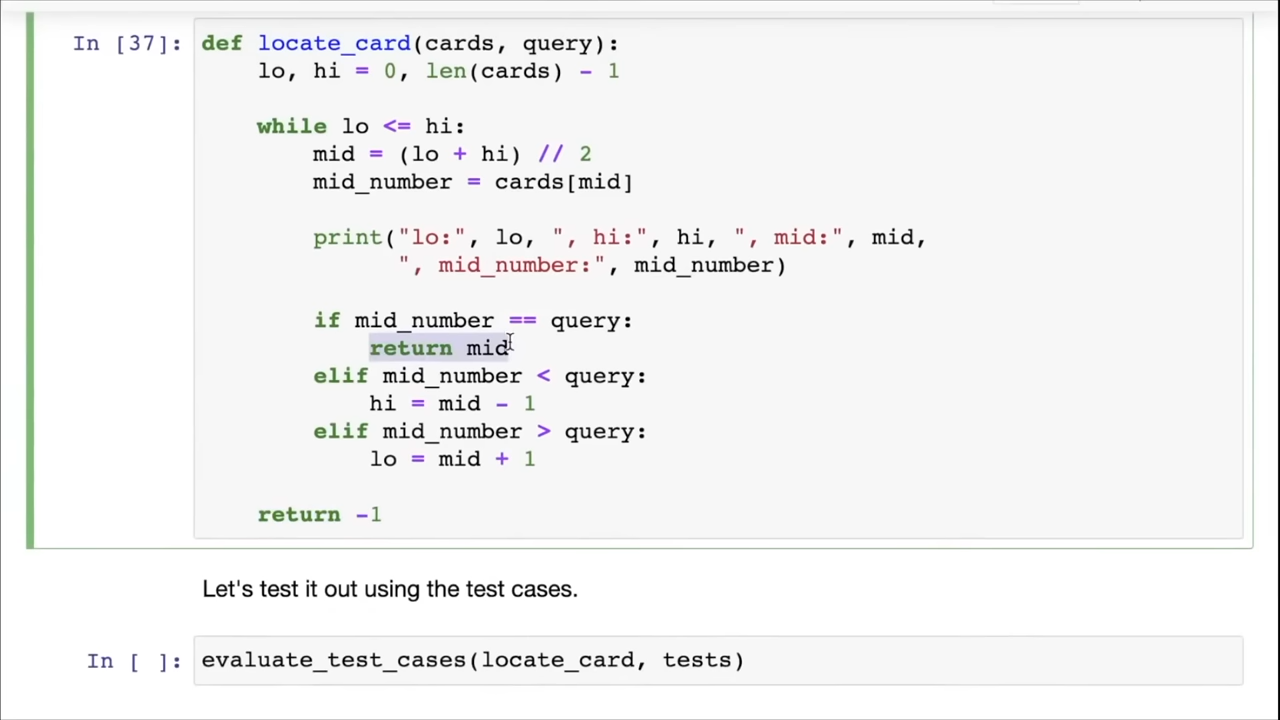 In [37]: def locate_card(cards, query):
    lo, hi = 0, len(cards) - 1
    while lo <= hi:
        mid = (lo + hi) // 2
        mid_number = cards[mid]
        print("lo:", lo, ", hi:", hi, ", mid:", mid,
              ", mid_number:", mid_number)
        if mid_number == query:
            return mid
        elif mid_number < query:
            hi = mid - 1
        elif mid_number > query:
            lo = mid + 1
    return -1
Let's test it out using the test cases.
In [ ]: evaluate_test_cases(locate_card, tests)